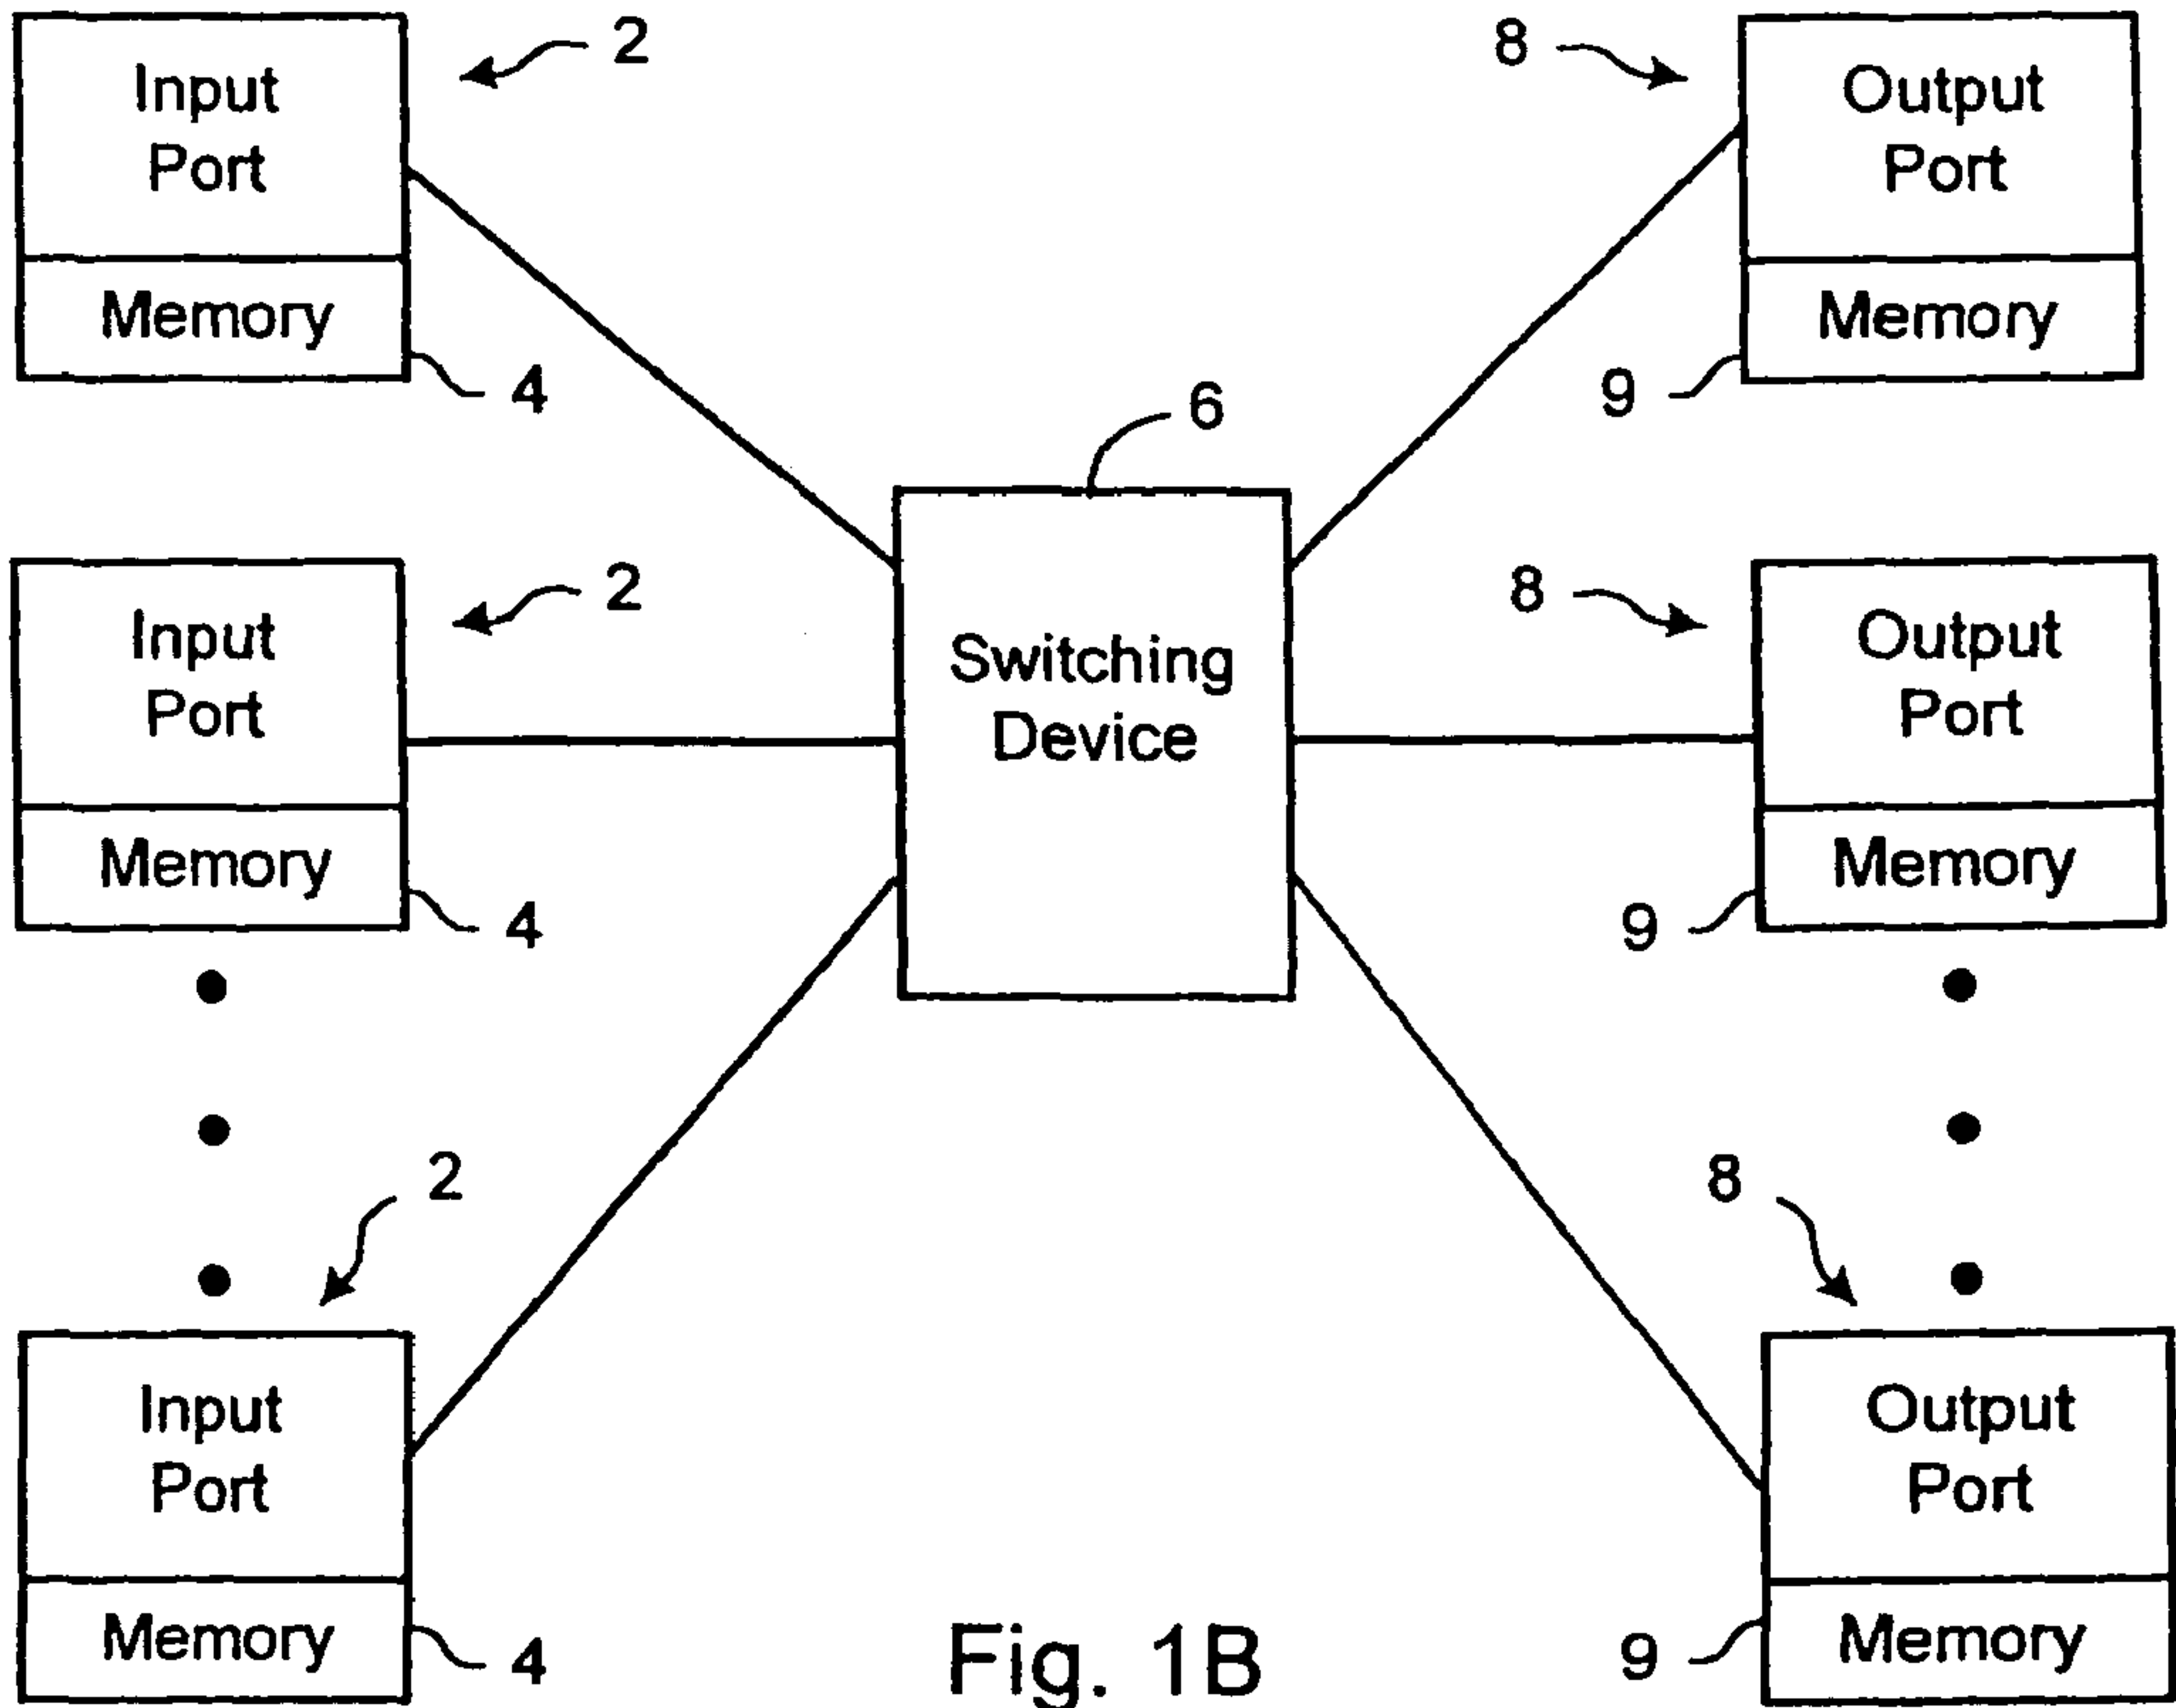 Input
Port
Memory
2
4
8
Output
Port
Memory
9
6
Switching
Device
Input
Port
Memory
2
4
8
Output
Port
Memory
9
2
Input
Port
Memory
4
8
Output
Port
Memory
9
Fig. 1B